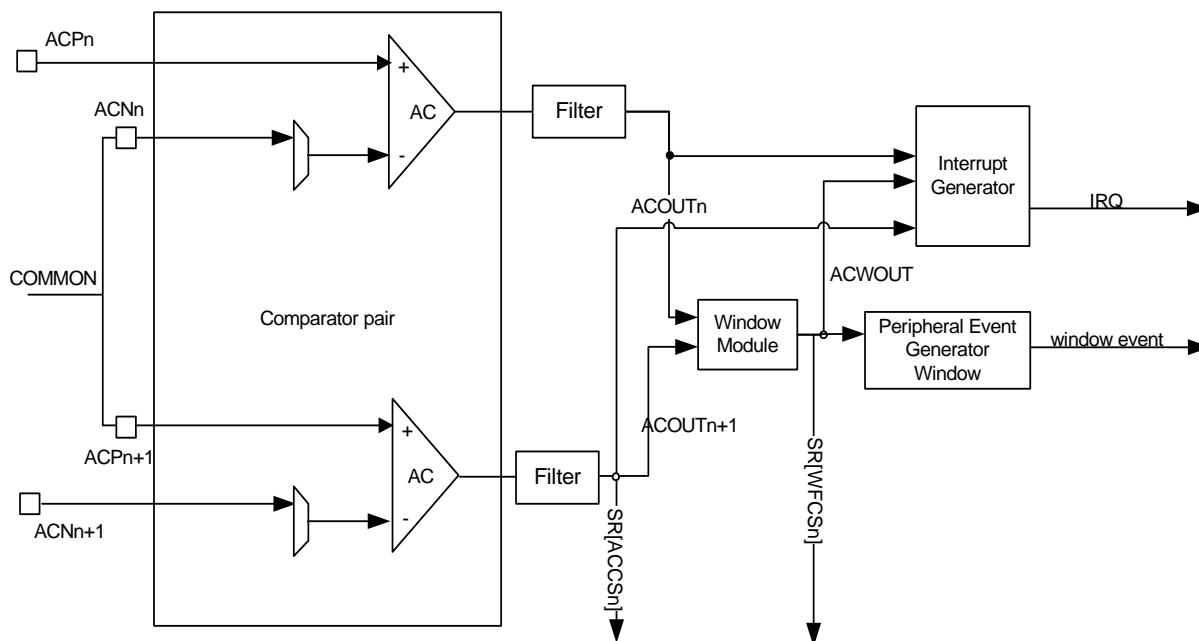 ACPn
+
AC
-
ACNn
Filter
Interrupt
Generator
IRQ
ACOUTn
COMMON
ACWOUT
Comparator pair
Window
Module
Peripheral Event
Generator
Window
window event
ACPn+1
+
AC
-
ACOUTn+1
Filter
ACNn+1
SR[ACCSn]
SR[WFCSn]